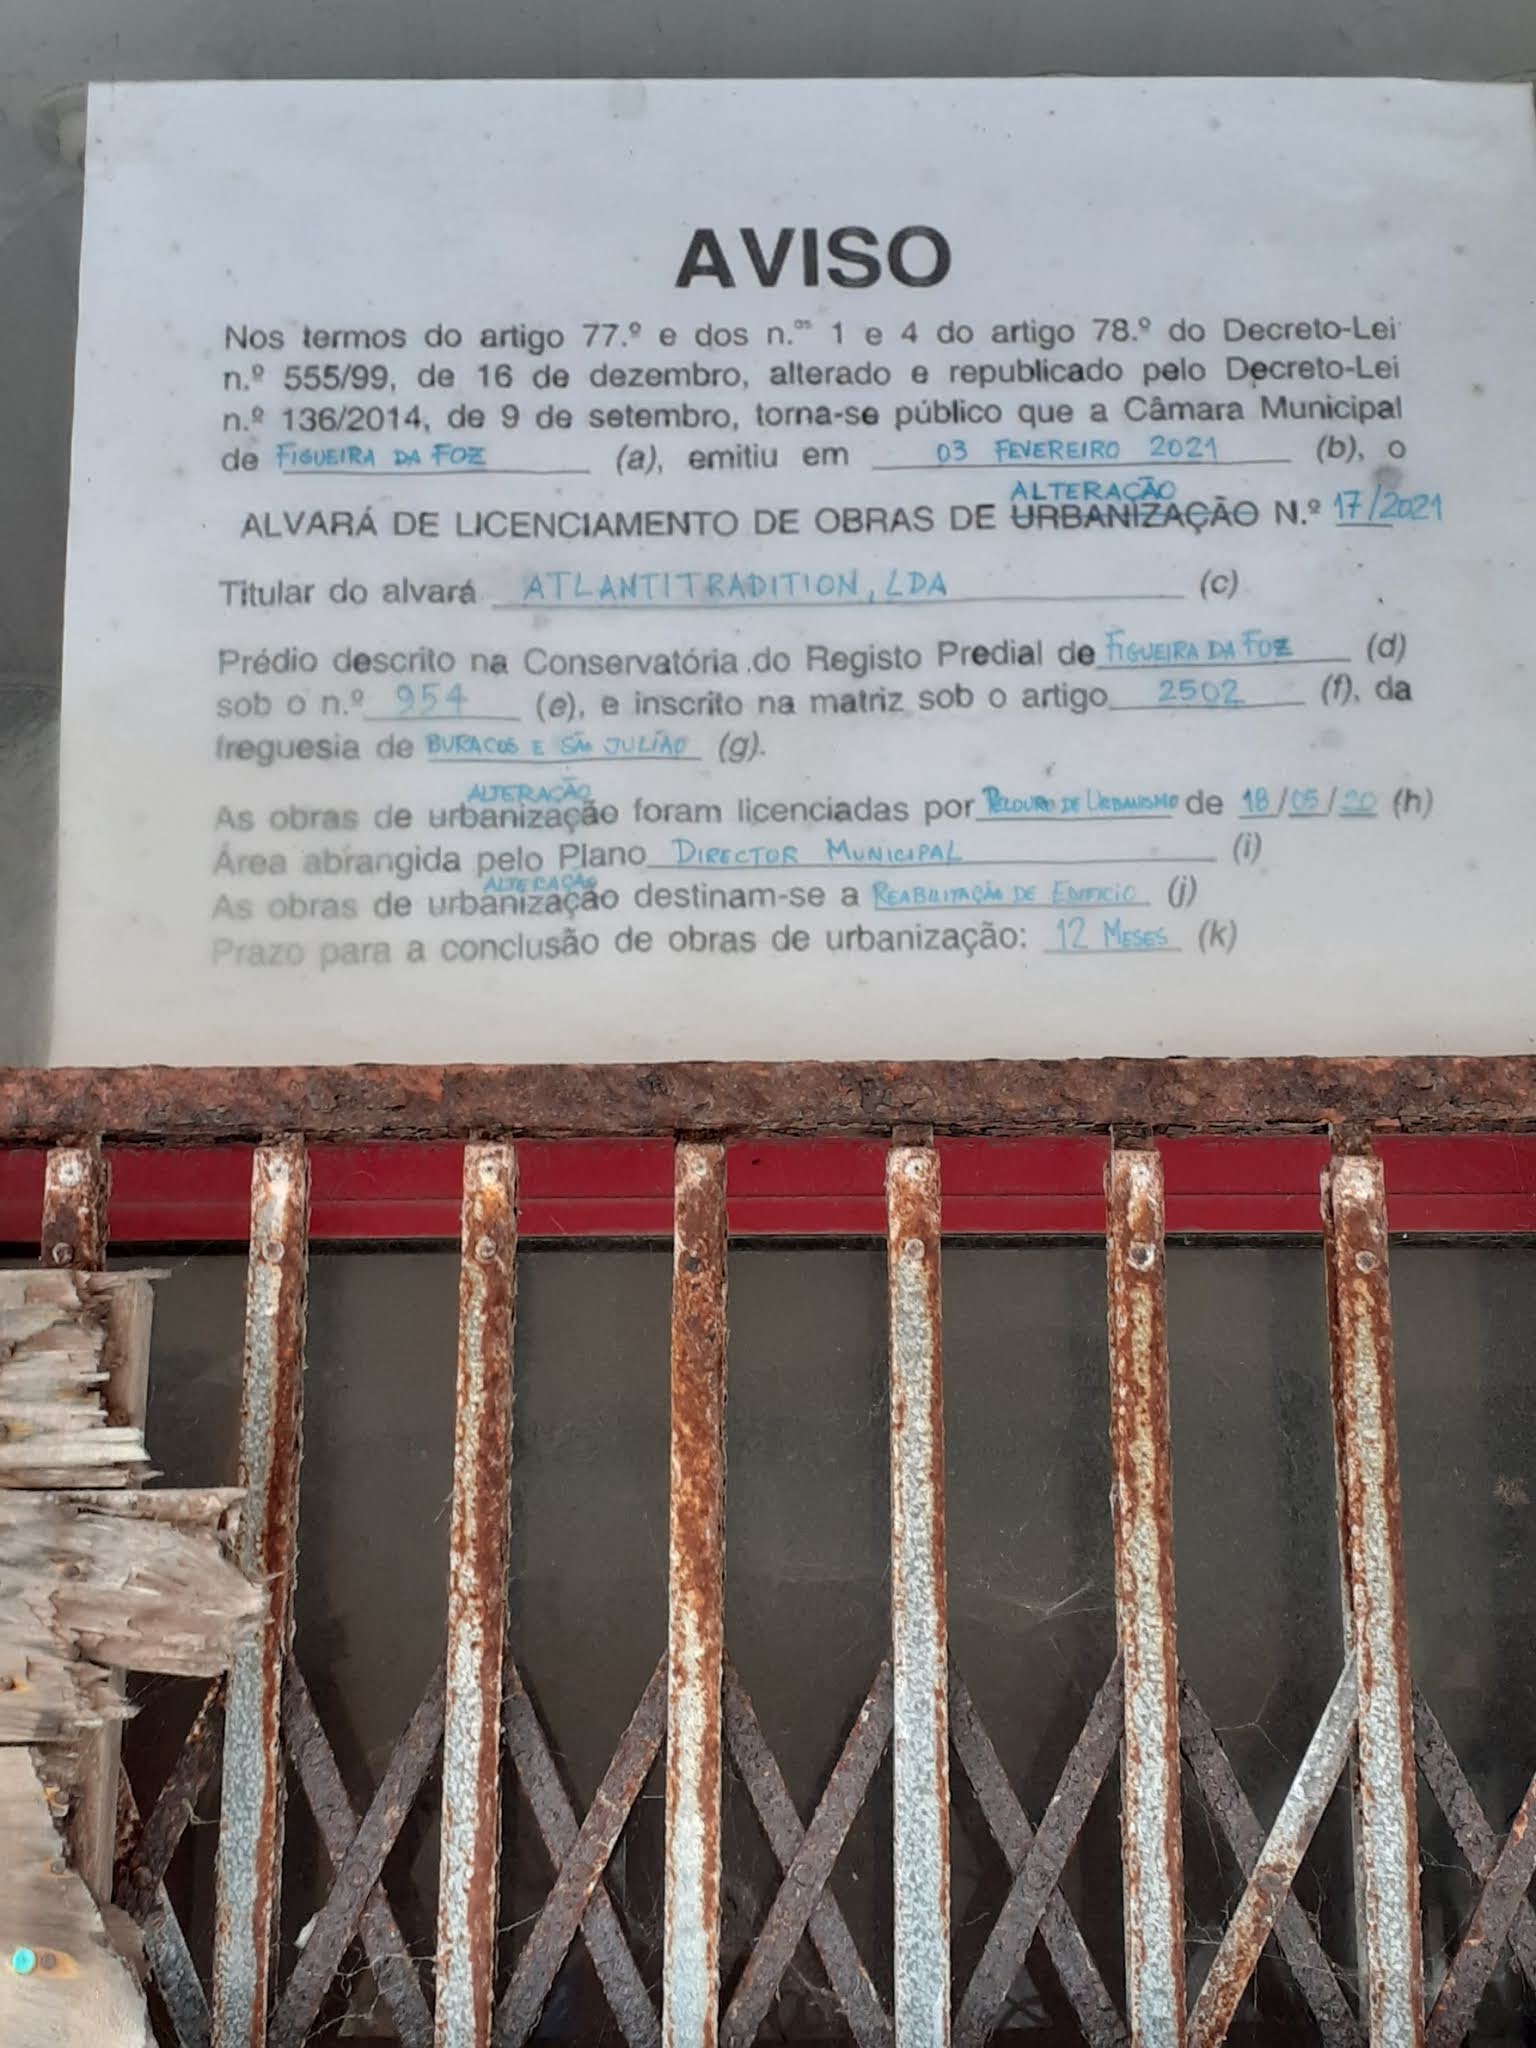 AVISO
Nos termos do artigo 77.º e dos n.ºs 1 e 4 do artigo 78.º do Decreto-Lei
n.º 555/99, de 16 de dezembro, alterado e republicado pelo Decreto-Lei
n.º 136/2014, de 9 de setembro, torna-se público que a Câmara Municipal
de FIGUEIRA DA FOZ (a), emitiu em 03 FEVEREIRO 2021 (b), o
ALTERAÇÃO
ALVARÁ DE LICENCIAMENTO DE OBRAS DE URBANIZAÇÃO N.º 17/2021
Titular do alvará ATLANTITRADITION, LDA (c)
Prédio descrito na Conservatória do Registo Predial de FIGUEIRA DA FOZ (d)
sob o n.º 954 (e), e inscrito na matriz sob o artigo 2502 (f), da
freguesia de BURACOS E SÃO JULIÃO (g).
ALTERAÇÃO
As obras de urbanização foram licenciadas por PELOURO DE URBANISMO de 18/05/20 (h)
Área abrangida pelo Plano DIRECTOR MUNICIPAL (i)
ALTERAÇÃO
As obras de urbanização destinam-se a REABILITAÇÃO DE EDIFICIO (j)
Prazo para a conclusão de obras de urbanização: 12 MESES (k)